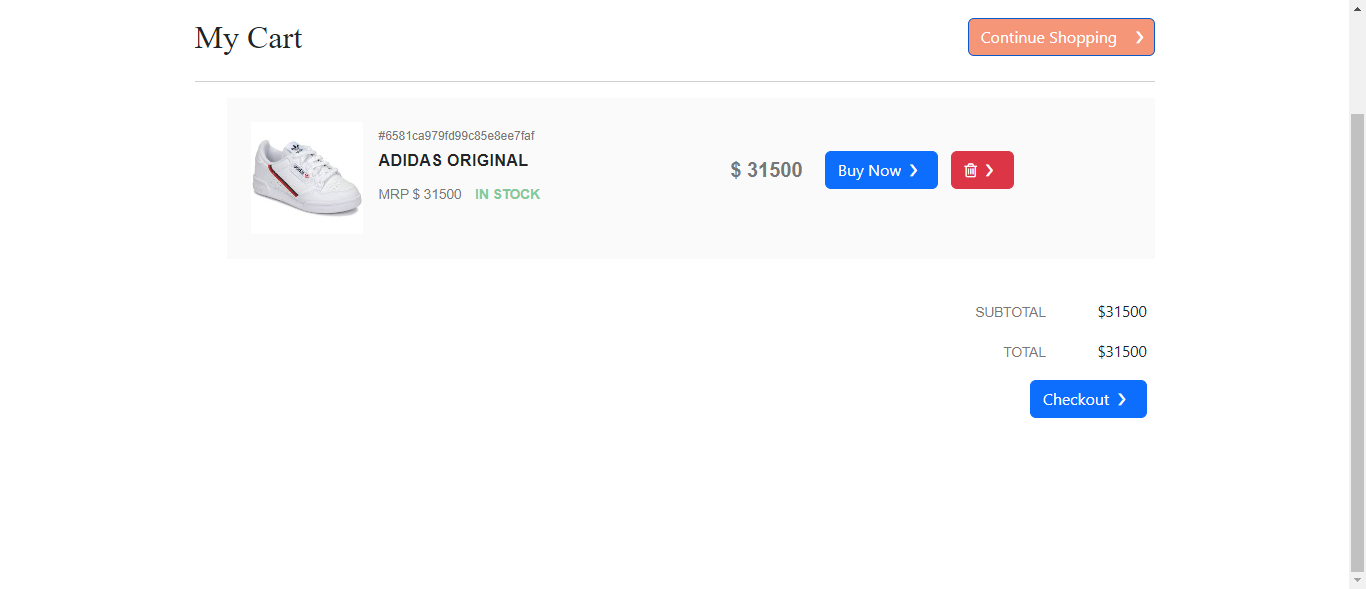 My Cart
Continue Shopping
#6581ca979fd99c85e8ee7faf
ADIDAS ORIGINAL
MRP $ 31500 IN STOCK
$ 31500
Buy Now
SUBTOTAL $31500
TOTAL $31500
Checkout